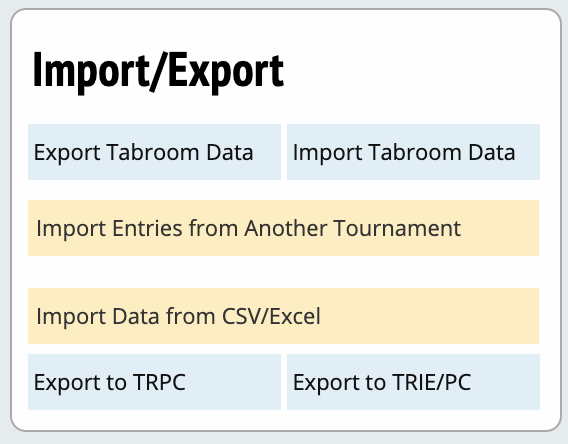 Import/Export
Export Tabroom Data
Import Tabroom Data
Import Entries from Another Tournament
Import Data from CSV/Excel
Export to TRPC
Export to TRIE/PC